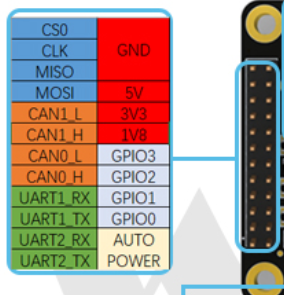 CS0
CLK GND
MISO
MOSI 5V
CAN1_L 3V3
CAN1_H 1V8
CAN0_L GPIO3
CAN0_H GPIO2
UART1_RX GPIO1
UART1_TX GPIO0
UART2_RX AUTO
UART2_TX POWER